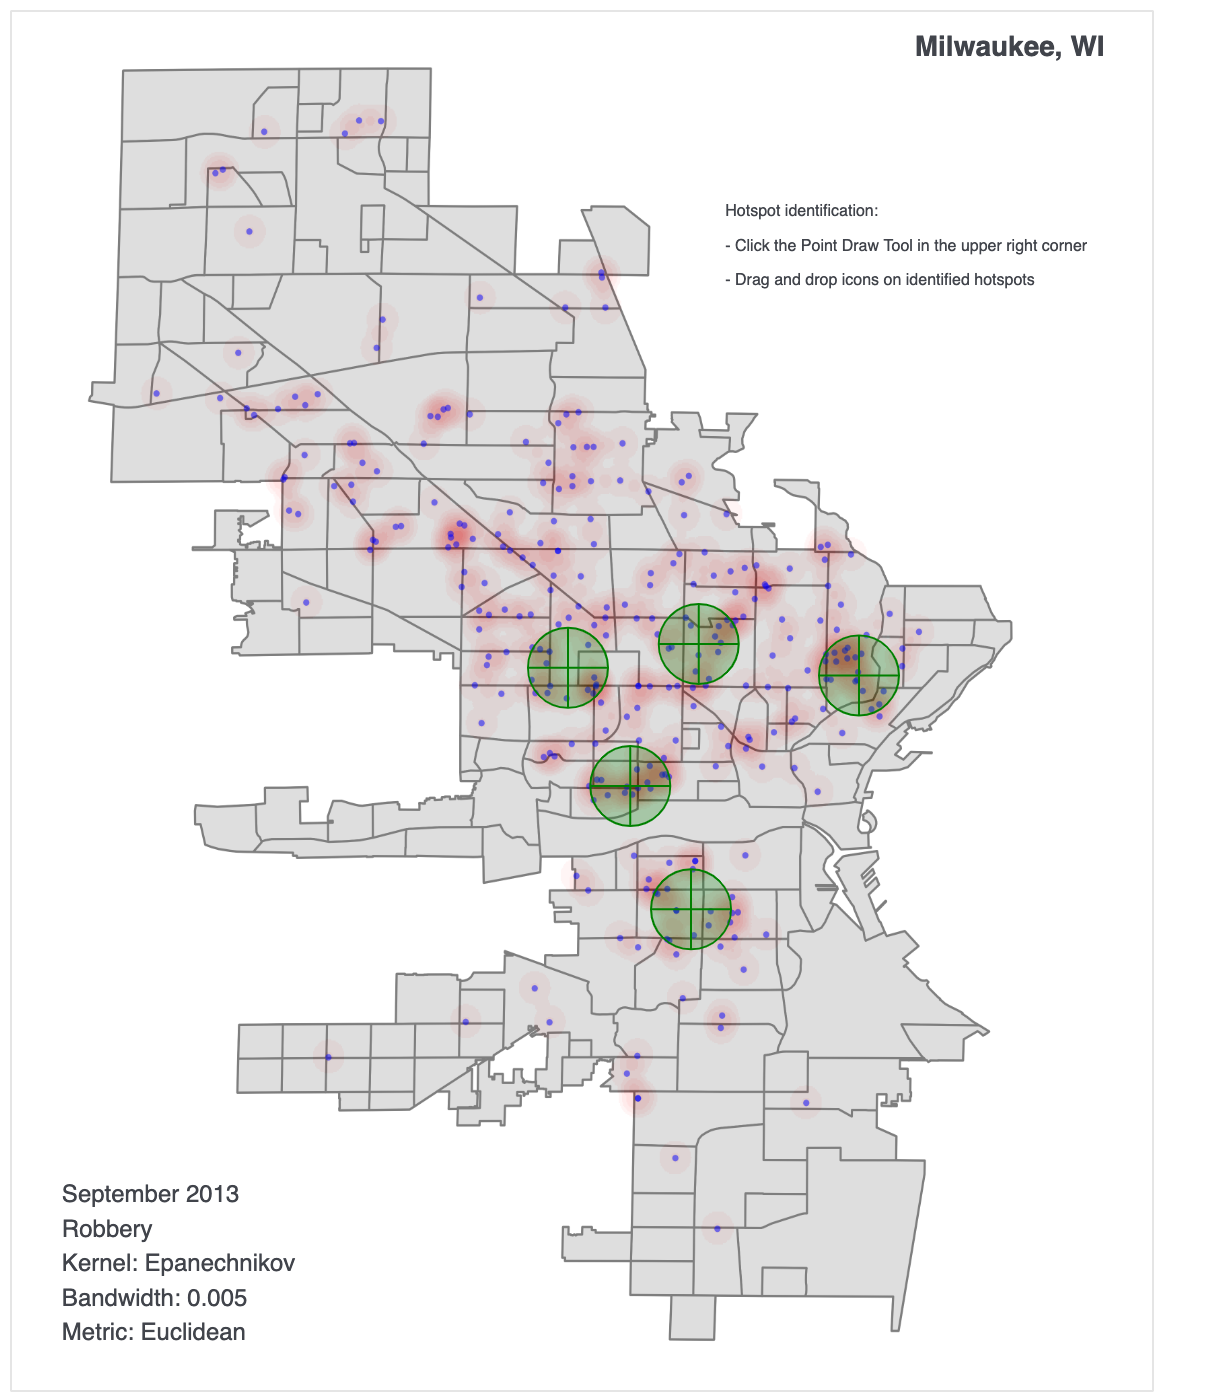 Milwaukee, WI
Hotspot identification:
- Click the Point Draw Tool in the upper right corner
- Drag and drop icons on identified hotspots
September 2013
Robbery
Kernel: Epanechnikov
Bandwidth: 0.005
Metric: Euclidean